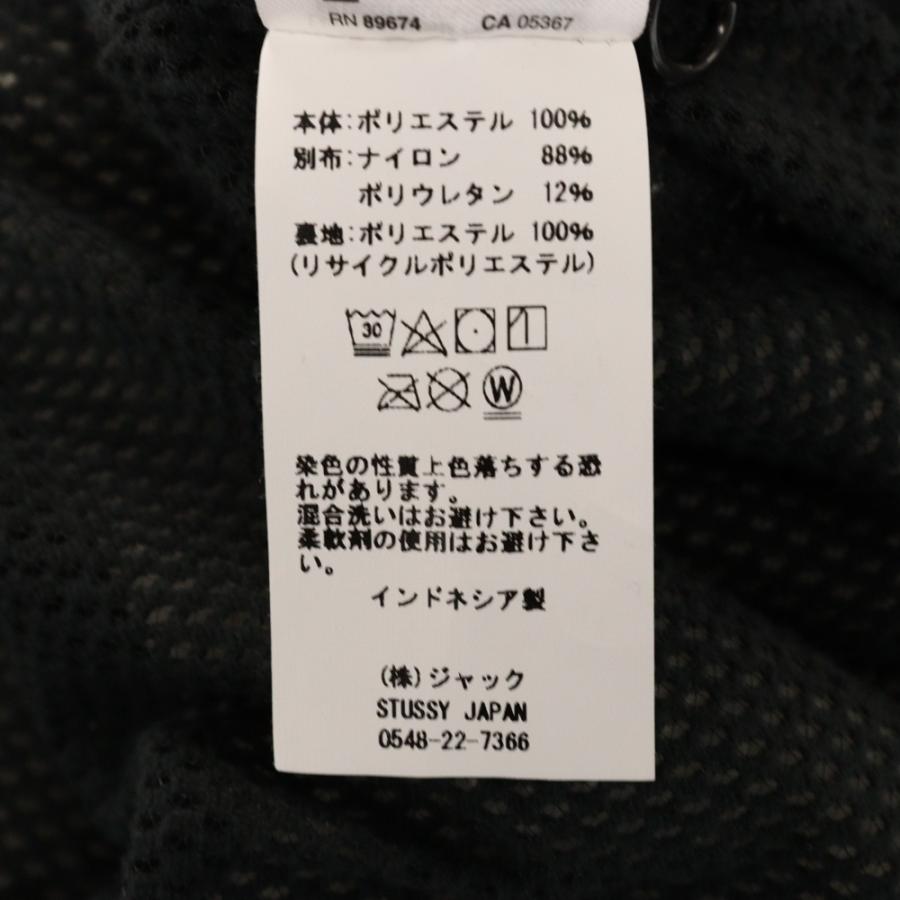 RN 89674 CA 05367
本体:ポリエステル 100%
別布:ナイロン 88%
ポリウレタン 12%
裏地:ポリエステル 100%
(リサイクルポリエステル)
30
W
染色の性質上色落ちする恐
れがあります。
混合洗いはお避け下さい。
柔軟剤の使用はお避け下さ
い。
インドネシア製
(株)ジャック
STUSSY JAPAN
0548-22-7366